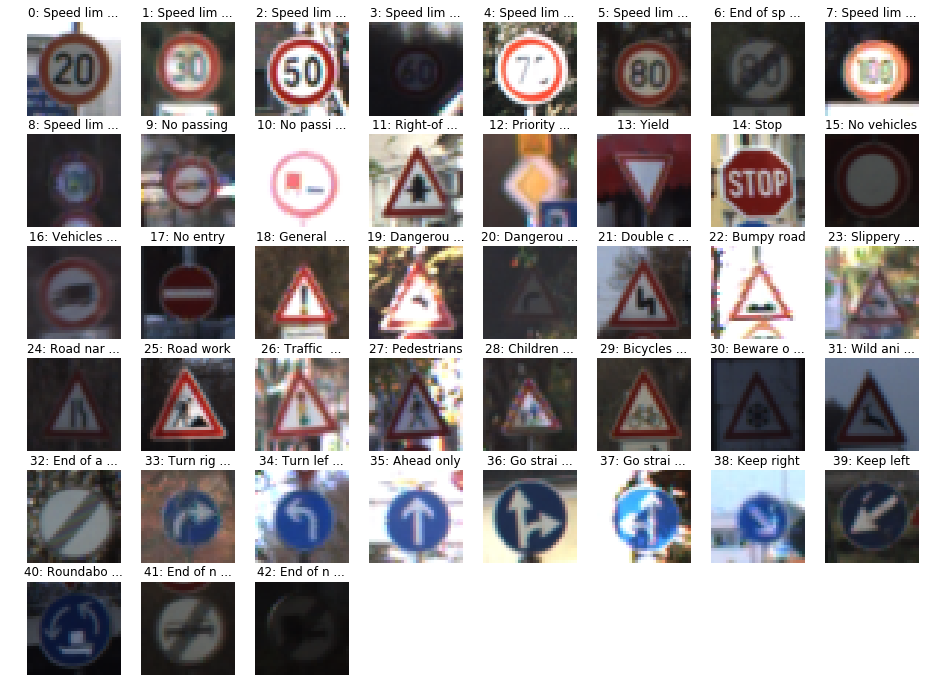 0: Speed lim ... 1: Speed lim ... 2: Speed lim ... 3: Speed lim ... 4: Speed lim ... 5: Speed lim ... 6: End of sp ... 7: Speed lim ...
20 30 50 60 70 80 80 100
8: Speed lim ... 9: No passing 10: No passi ... 11: Right-of ... 12: Priority ... 13: Yield 14: Stop 15: No vehicles
STOP
16: Vehicles ... 17: No entry 18: General ... 19: Dangerou ... 20: Dangerou ... 21: Double c ... 22: Bumpy road 23: Slippery ...
24: Road nar ... 25: Road work 26: Traffic ... 27: Pedestrians 28: Children ... 29: Bicycles ... 30: Beware o ... 31: Wild ani ...
32: End of a ... 33: Turn rig ... 34: Turn lef ... 35: Ahead only 36: Go strai ... 37: Go strai ... 38: Keep right 39: Keep left
40: Roundabo ... 41: End of n ... 42: End of n ...